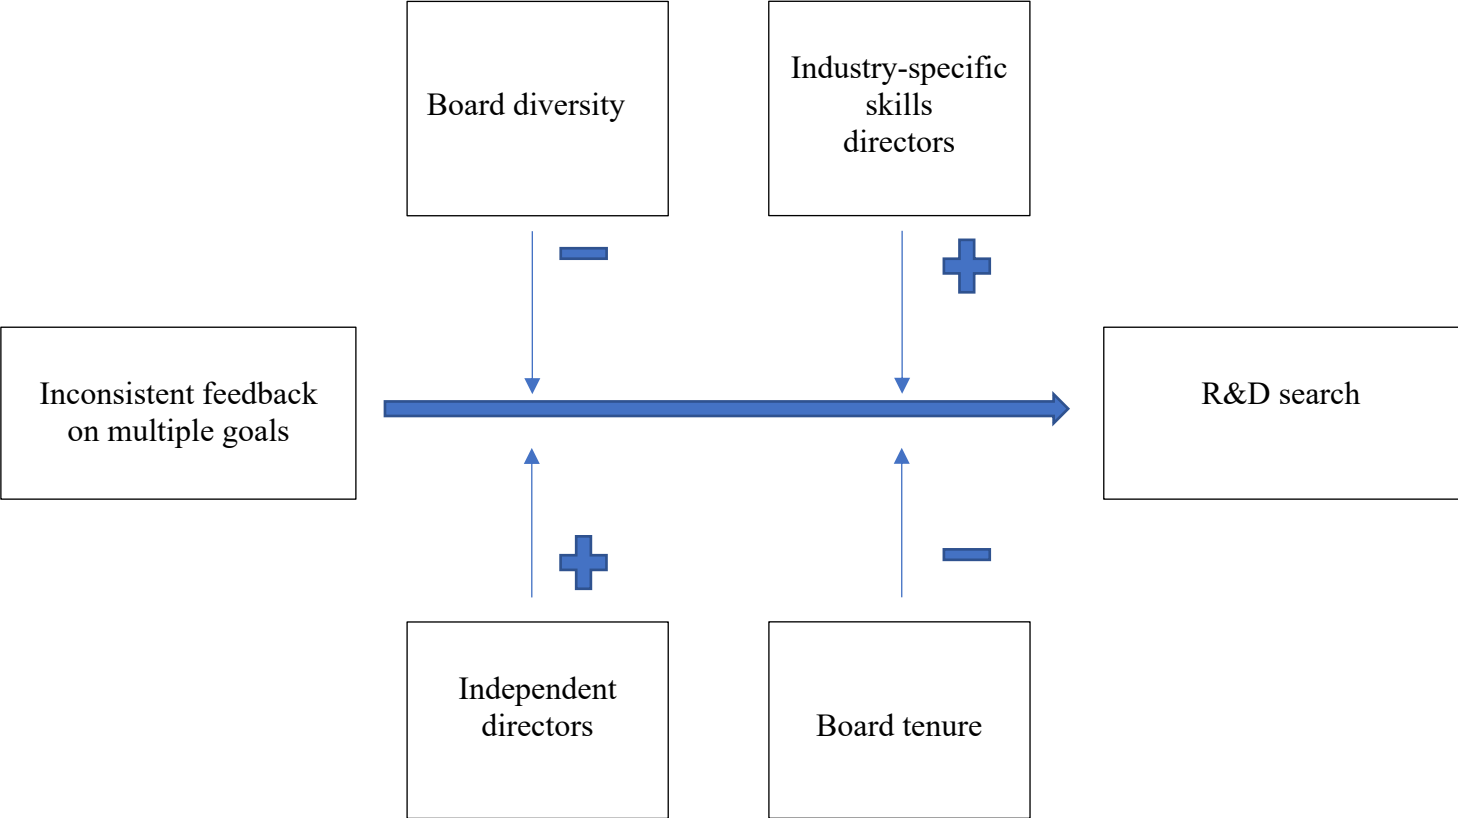 Board diversity
Industry-specific
skills
directors
Inconsistent feedback
on multiple goals
R&D search
Independent
directors
Board tenure